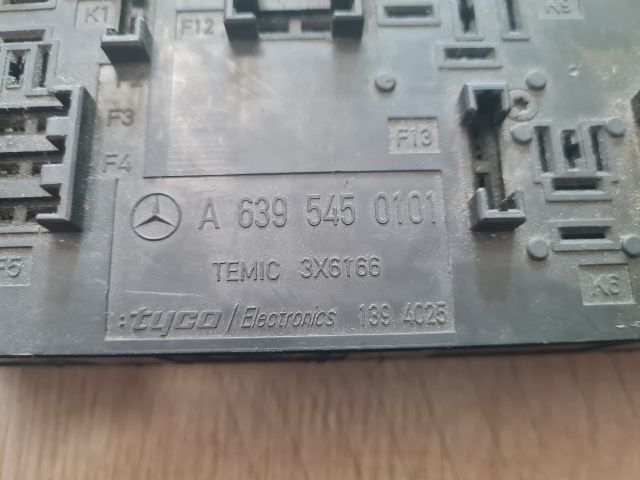 K1
F12
K9
F3
F4
F13
A 639 545 0101
TEMIC 3X6166
F5
K6
:tyco / Electronics 139 4025